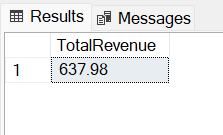 Results Messages
TotalRevenue
1 637.98